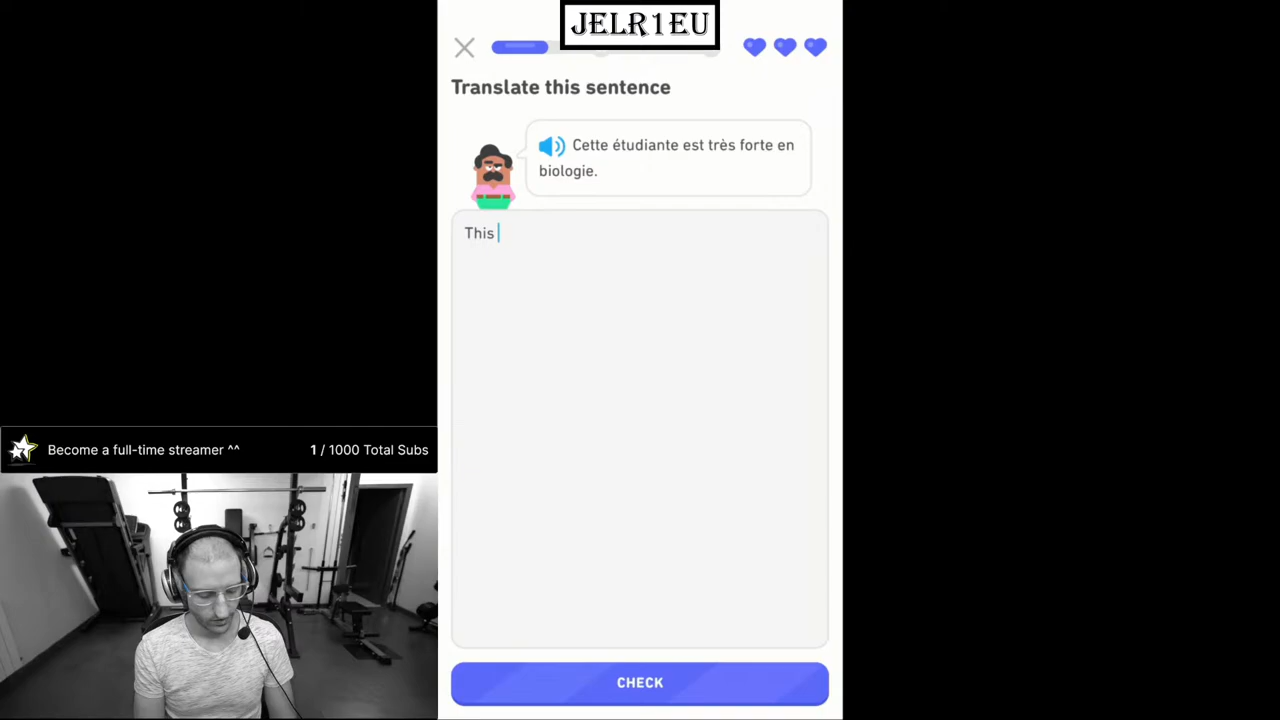 JELR1EU
Translate this sentence
Cette étudiante est très forte en
biologie.
This
Become a full-time streamer ^^ 1 / 1000 Total Subs
CHECK